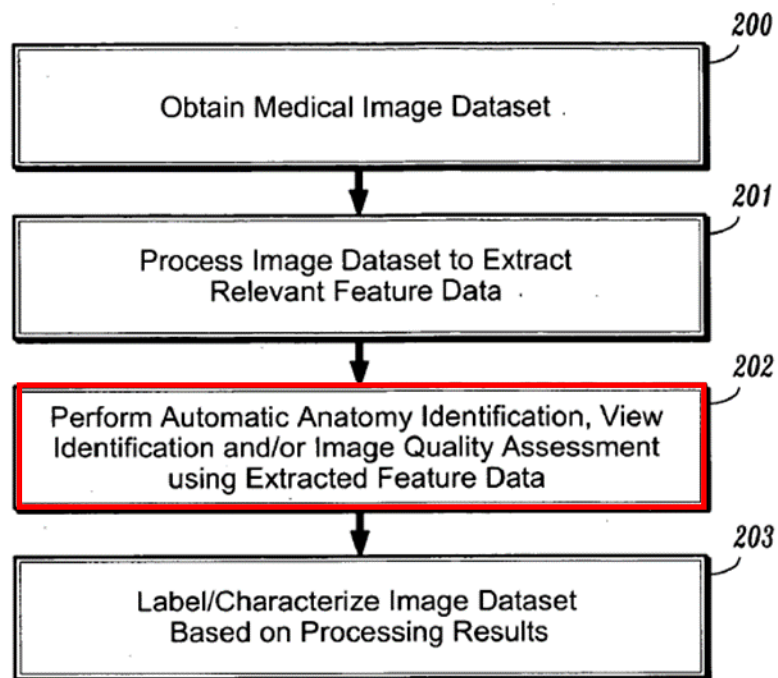 200
Obtain Medical Image Dataset
201
Process Image Dataset to Extract
Relevant Feature Data
202
Perform Automatic Anatomy Identification, View
Identification and/or Image Quality Assessment
using Extracted Feature Data
203
Label/Characterize Image Dataset
Based on Processing Results